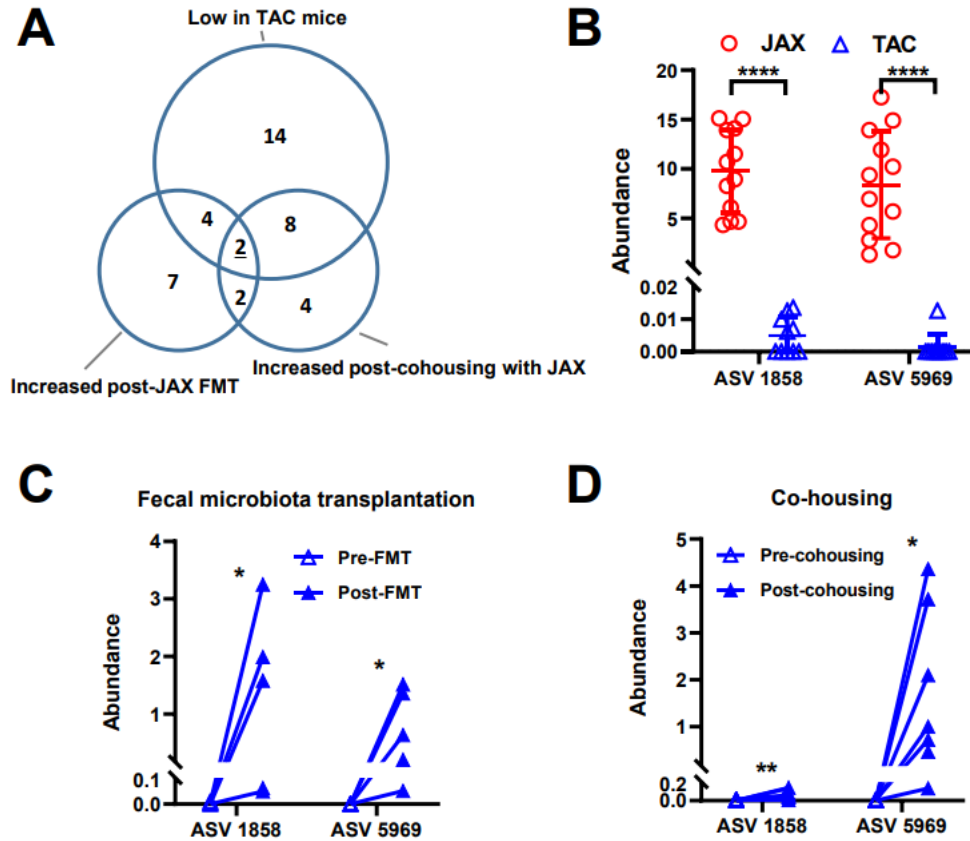 A
Low in TAC mice
14
4
8
2
7
2
4
Increased post-JAX FMT
Increased post-cohousing with JAX
B
JAX TAC
**** ****
20
15
10
5
0.02
0.01
0.00
Abundance
ASV 1858 ASV 5969
C
Fecal microbiota transplantation
4
3
2
1
0.1
0.0
Abundance
Pre-FMT
Post-FMT
*
*
ASV 1858 ASV 5969
D
Co-housing
5
4
3
2
1
0.2
0.0
Abundance
Pre-cohousing
Post-cohousing
*
**
ASV 1858 ASV 5969